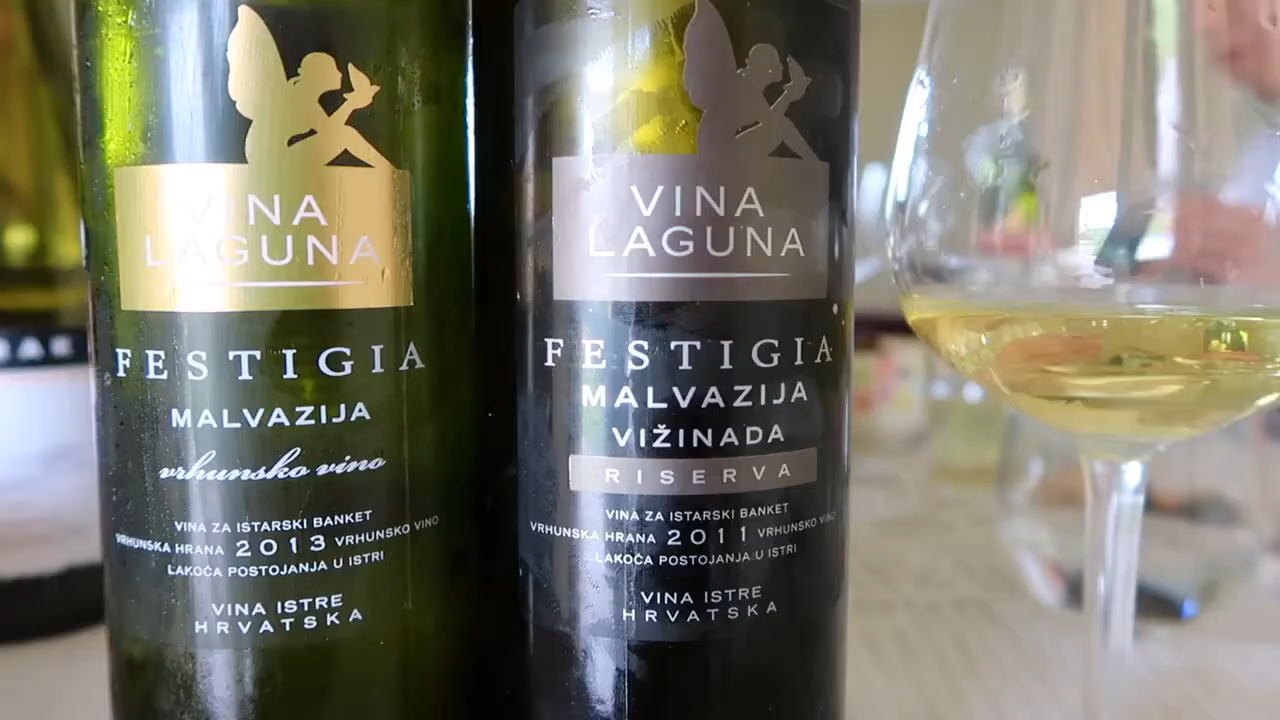 VINA
LAGUNA
FESTIGIA
MALVAZIJA
vrhunsko vino
VINA ZA ISTARSKI BANKET
VRHUNSKA HRANA 2013 VRHUNSKO VINO
LAKOĆA POSTOJANJA U ISTRI
VINA ISTRE
HRVATSKA
VINA
LAGUNA
FESTIGIA
MALVAZIJA
VIŽINADA
RISERVA
VINA ZA ISTARSKI BANKET
VRHUNSKA HRANA 2011 VRHUNSKO VINO
LAKOĆA POSTOJANJA U ISTRI
VINA ISTRE
HRVATSKA